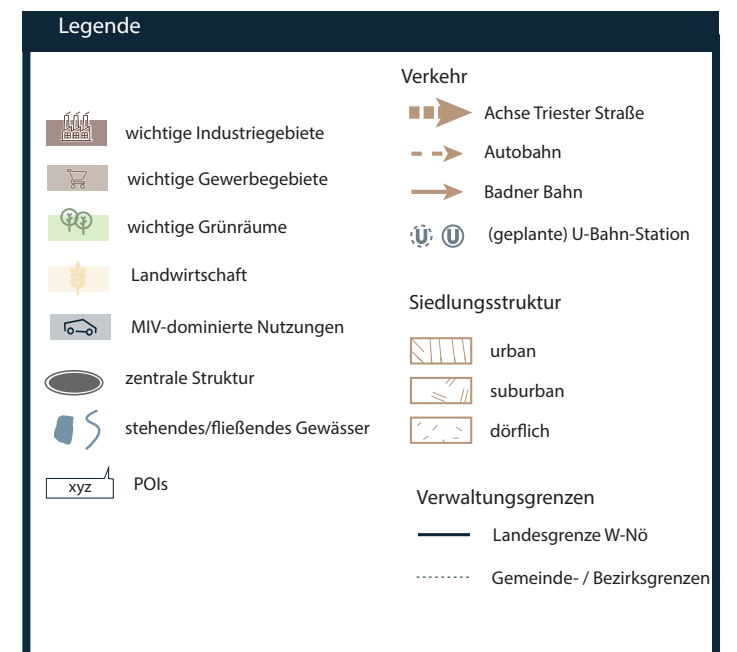 Legende
wichtige Industriegebiete
wichtige Gewerbegebiete
wichtige Grünräume
Landwirtschaft
MIV-dominierte Nutzungen
zentrale Struktur
stehendes/fließendes Gewässer
xyz POIs
Verkehr
Achse Triester Straße
Autobahn
Badner Bahn
U U (geplante) U-Bahn-Station
Siedlungsstruktur
urban
suburban
dörflich
Verwaltungsgrenzen
Landesgrenze W-Nö
Gemeinde- / Bezirksgrenzen